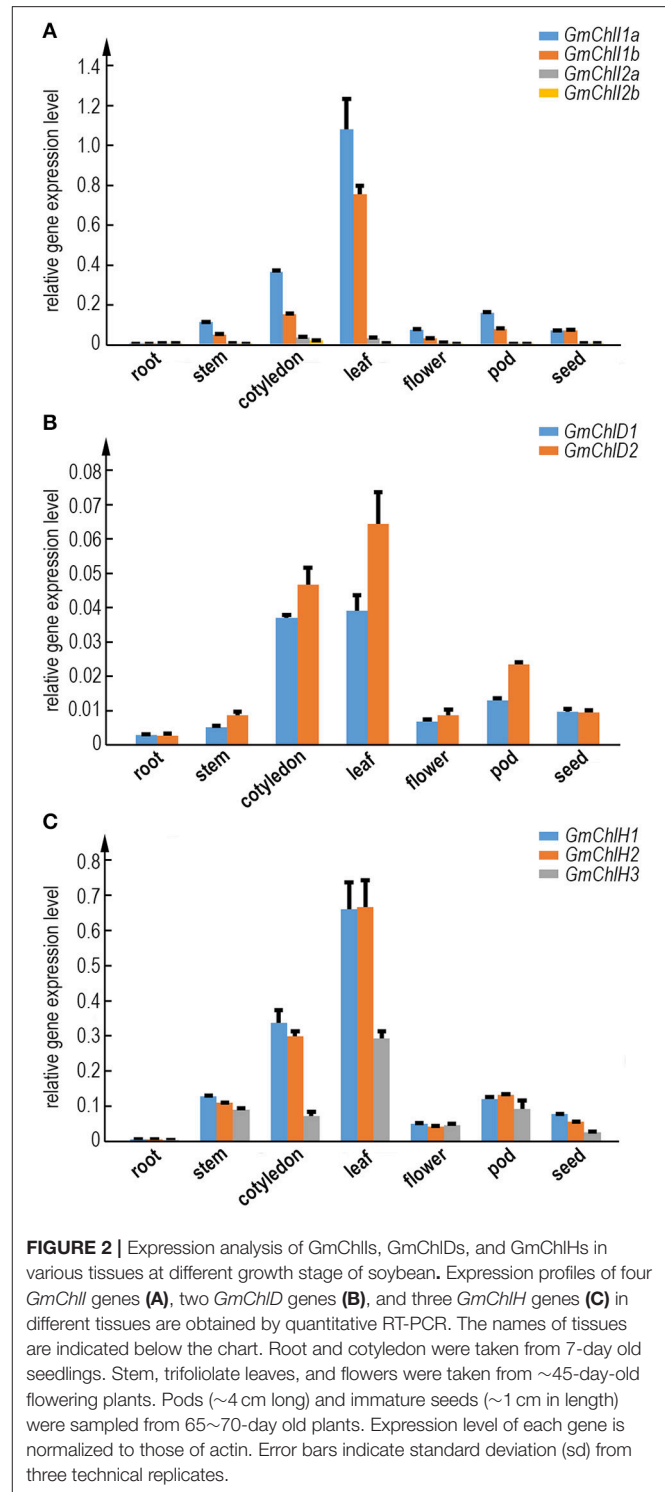 A
GmChlI1a
GmChlI1b
GmChlI2a
GmChlI2b
relative gene expression level
1.4
1.2
1.0
0.8
0.6
0.4
0.2
0
root
stem
cotyledon
leaf
flower
pod
seed
B
GmChlD1
GmChlD2
relative gene expression level
0.08
0.07
0.06
0.05
0.04
0.03
0.02
0.01
0
root
stem
cotyledon
leaf
flower
pod
seed
C
GmChlH1
GmChlH2
GmChlH3
relative gene expression level
0.8
0.7
0.6
0.5
0.4
0.3
0.2
0.1
0
root
stem
cotyledon
leaf
flower
pod
seed
FIGURE 2 | Expression analysis of GmChlIs, GmChlDs, and GmChlHs in
various tissues at different growth stage of soybean. Expression profiles of four
GmChlI genes (A), two GmChlD genes (B), and three GmChlH genes (C) in
different tissues are obtained by quantitative RT-PCR. The names of tissues
are indicated below the chart. Root and cotyledon were taken from 7-day old
seedlings. Stem, trifoliolate leaves, and flowers were taken from ~45-day-old
flowering plants. Pods (~4 cm long) and immature seeds (~1 cm in length)
were sampled from 65~70-day old plants. Expression level of each gene is
normalized to those of actin. Error bars indicate standard deviation (sd) from
three technical replicates.